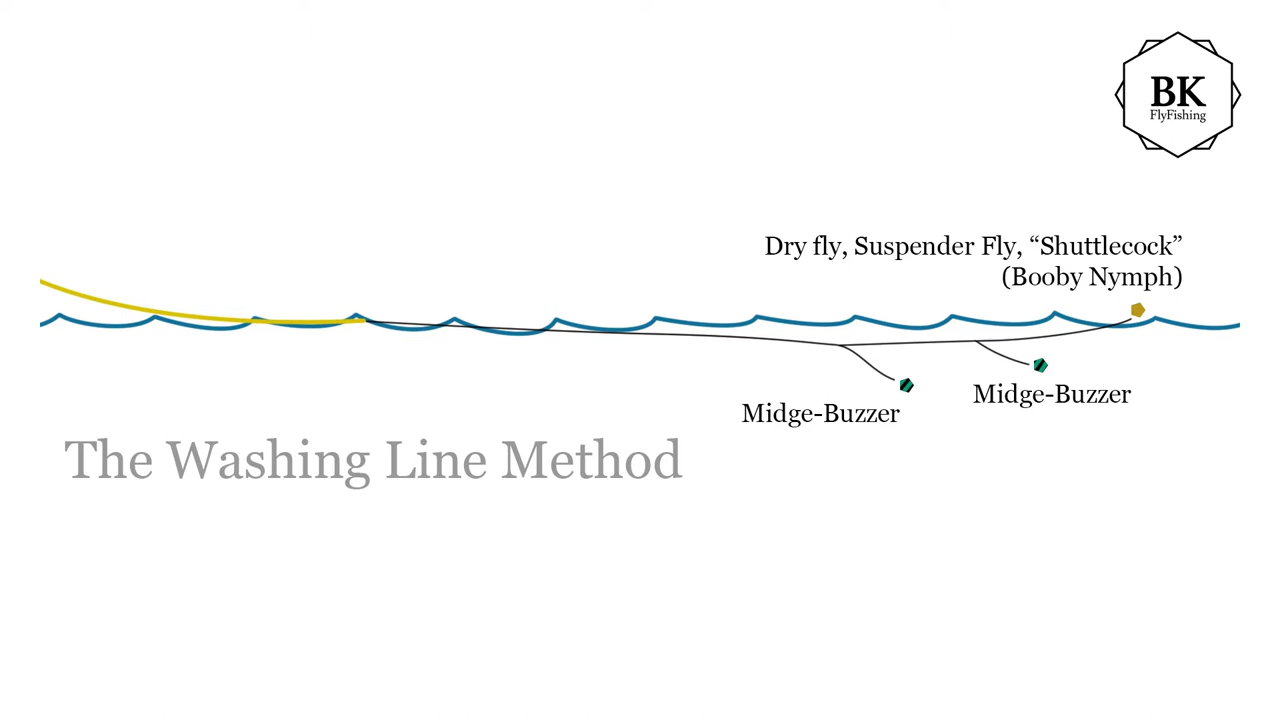 BK
FlyFishing
Dry fly, Suspender Fly, “Shuttlecock”
(Booby Nymph)
Midge-Buzzer
Midge-Buzzer
The Washing Line Method